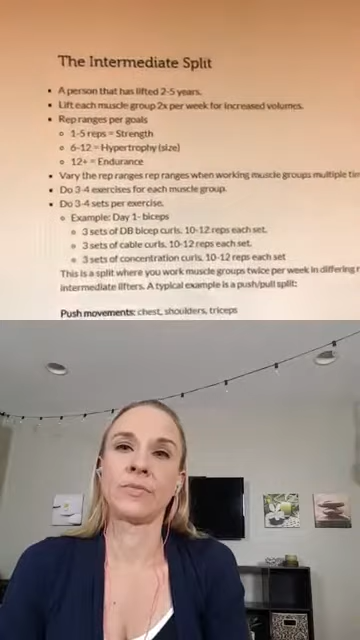 The Intermediate Split
• A person that has lifted 2-5 years.
• Lift each muscle group 2x per week for increased volumes.
• Rep ranges per goals
○ 1-5 reps = Strength
○ 6-12 = Hypertrophy (size)
○ 12+ = Endurance
• Vary the rep ranges rep ranges when working muscle groups multiple
• Do 3-4 exercises for each muscle group.
• Do 3-4 sets per exercise.
○ Example: Day 1- biceps
○ 3 sets of DB bicep curls. 10-12 reps each set.
○ 3 sets of cable curls. 10-12 reps each set.
○ 3 sets of concentration curls. 10-12 reps each set
This is a split where you work muscle groups twice per week in differing
intermediate lifters. A typical example is a push/pull split:
Push movements: chest, shoulders, triceps